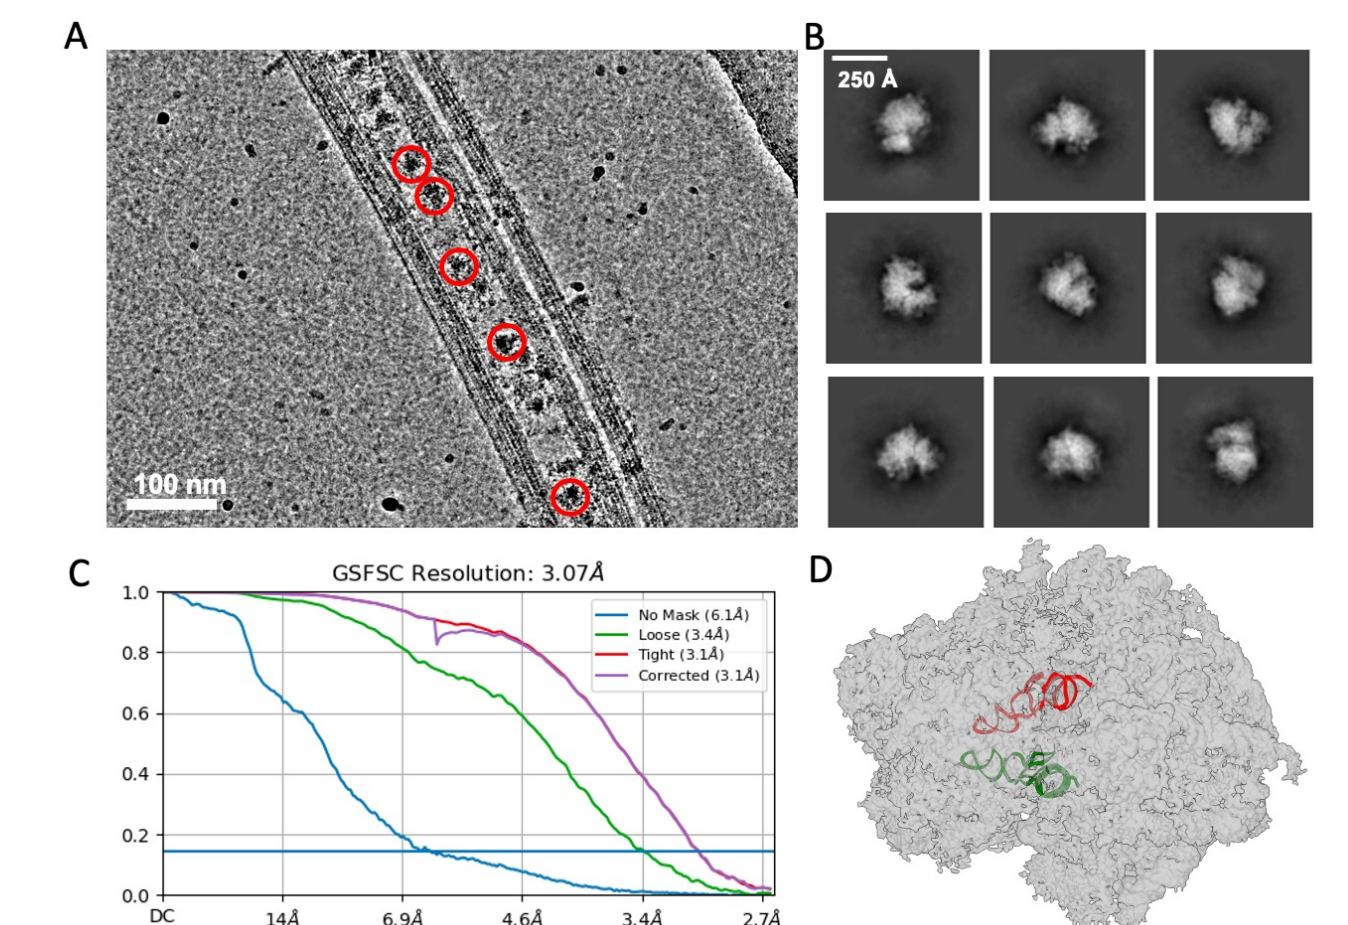 A
B
250 Å
100 nm
C
GSFSC Resolution: 3.07Å
1.0
0.8
0.6
0.4
0.2
0.0
No Mask (6.1Å)
Loose (3.4Å)
Tight (3.1Å)
Corrected (3.1Å)
DC 14Å 6.9Å 4.6Å 3.4Å 2.7Å
D